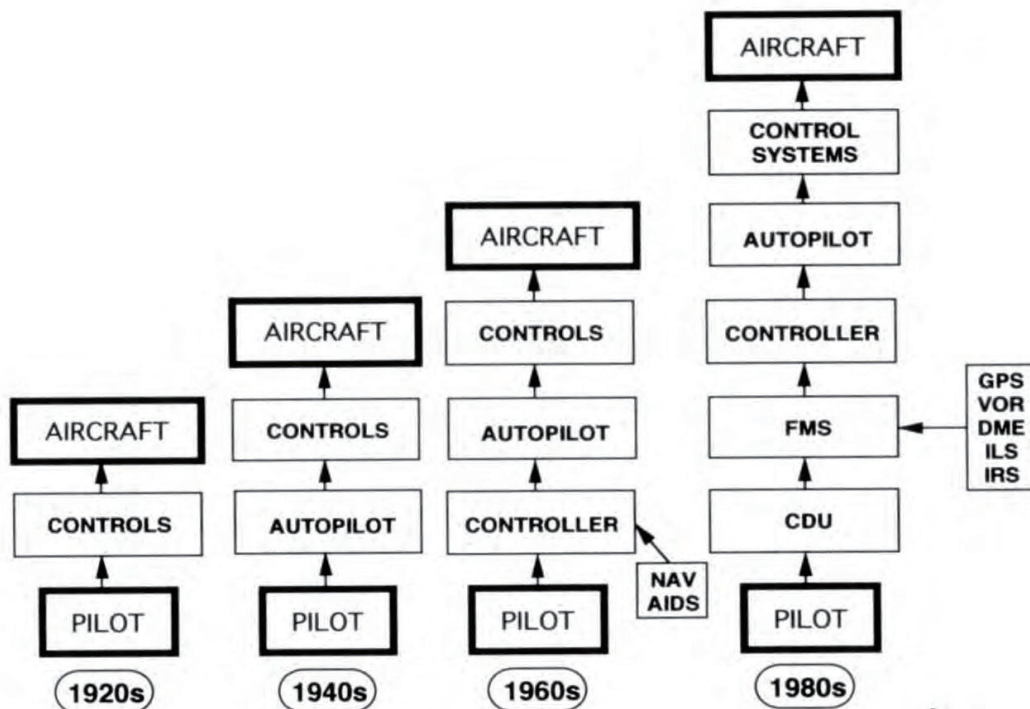 AIRCRAFT
CONTROLS
PILOT
1920s
AIRCRAFT
CONTROLS
AUTOPILOT
PILOT
1940s
AIRCRAFT
CONTROLS
AUTOPILOT
CONTROLLER
NAV
AIDS
PILOT
1960s
AIRCRAFT
CONTROL
SYSTEMS
AUTOPILOT
CONTROLLER
FMS
GPS
VOR
DME
ILS
IRS
CDU
PILOT
1980s